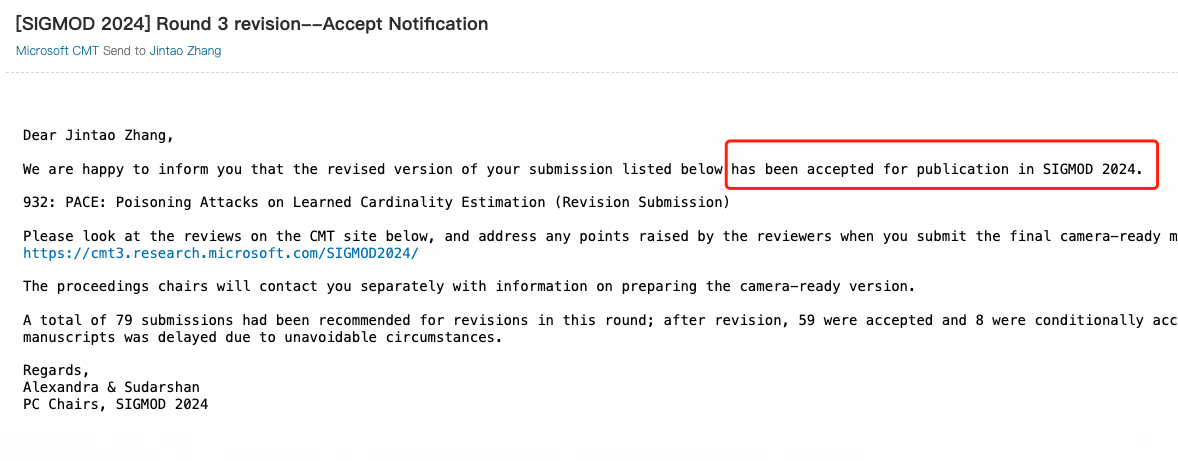 [SIGMOD 2024] Round 3 revision--Accept Notification
Microsoft CMT Send to Jintao Zhang
Dear Jintao Zhang,
We are happy to inform you that the revised version of your submission listed below has been accepted for publication in SIGMOD 2024.
932: PACE: Poisoning Attacks on Learned Cardinality Estimation (Revision Submission)
Please look at the reviews on the CMT site below, and address any points raised by the reviewers when you submit the final camera-ready m
https://cmt3.research.microsoft.com/SIGMOD2024/
The proceedings chairs will contact you separately with information on preparing the camera-ready version.
A total of 79 submissions had been recommended for revisions in this round; after revision, 59 were accepted and 8 were conditionally acc
manuscripts was delayed due to unavoidable circumstances.
Regards,
Alexandra & Sudarshan
PC Chairs, SIGMOD 2024